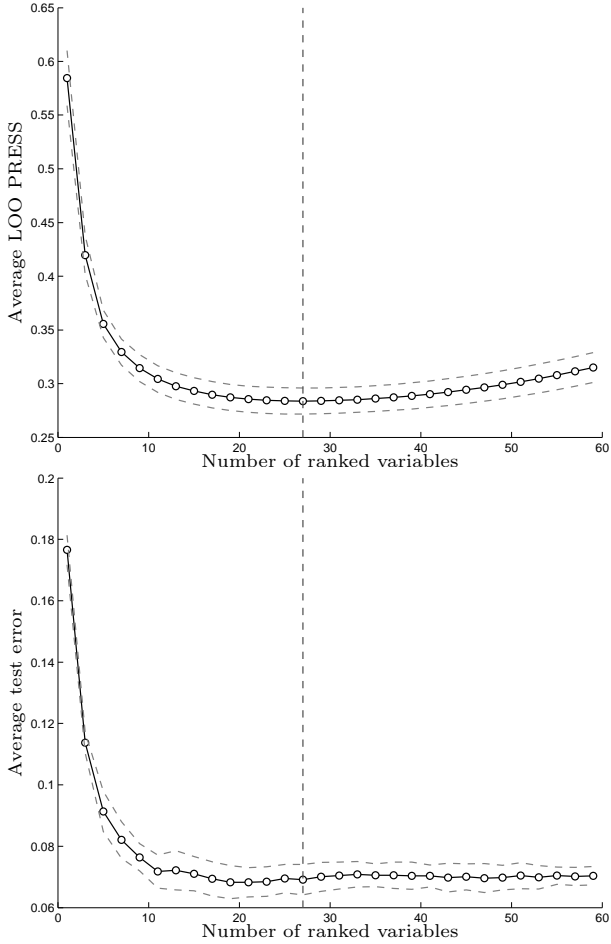 0.65
0.6
0.55
0.5
0.45
0.4
0.35
0.3
0.25
Average LOO PRESS
0 10 20 30 40 50 60
Number of ranked variables
0.2
0.18
0.16
0.14
0.12
0.1
0.08
0.06
Average test error
0 10 20 30 40 50 60
Number of ranked variables